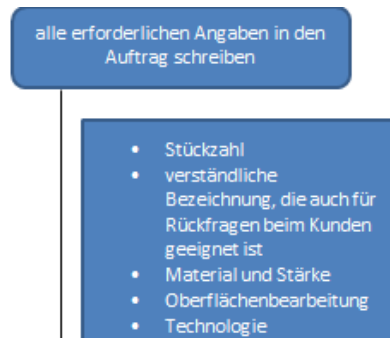 alle erforderlichen Angaben in den
Auftrag schreiben
• Stückzahl
• verständliche
Bezeichnung, die auch für
Rückfragen beim Kunden
geeignet ist
• Material und Stärke
• Oberflächenbearbeitung
• Technologie